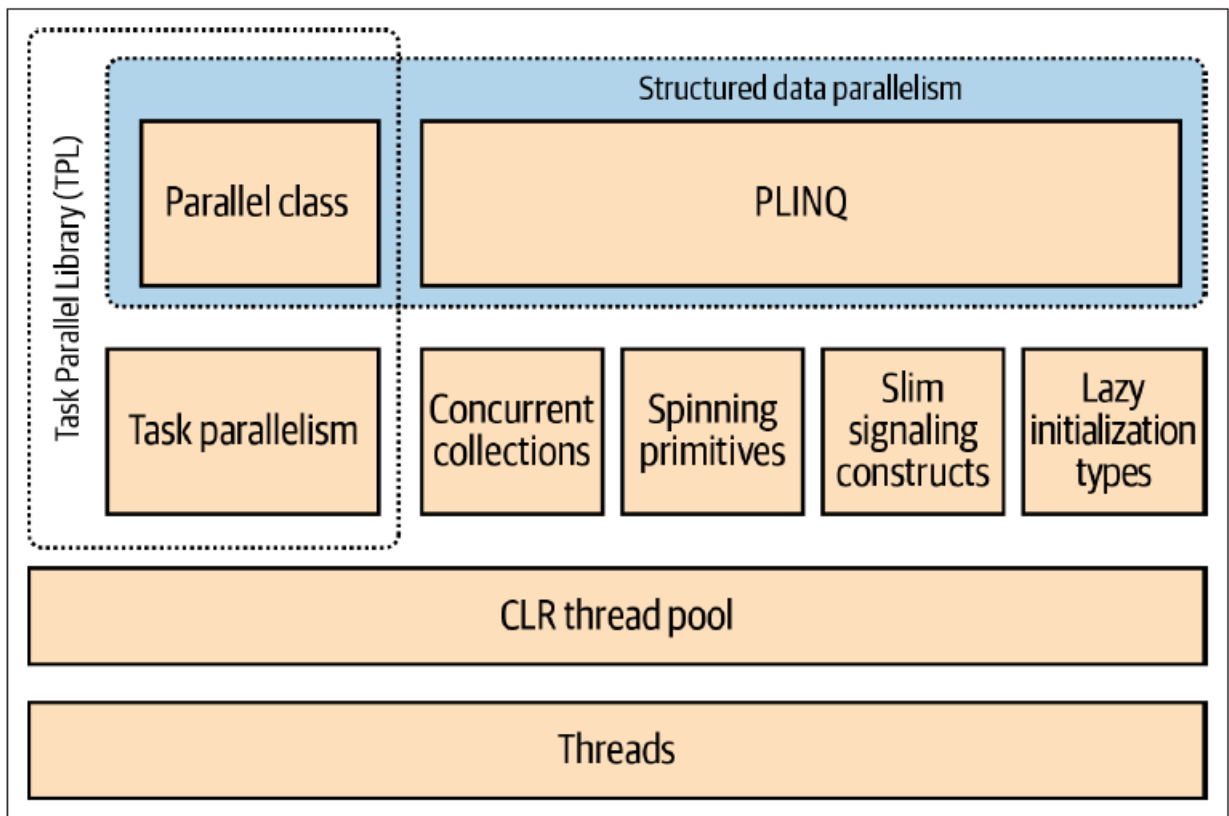 Task Parallel Library (TPL)
Structured data parallelism
Parallel class
PLINQ
Task parallelism
Concurrent
collections
Spinning
primitives
Slim
signaling
constructs
Lazy
initialization
types
CLR thread pool
Threads